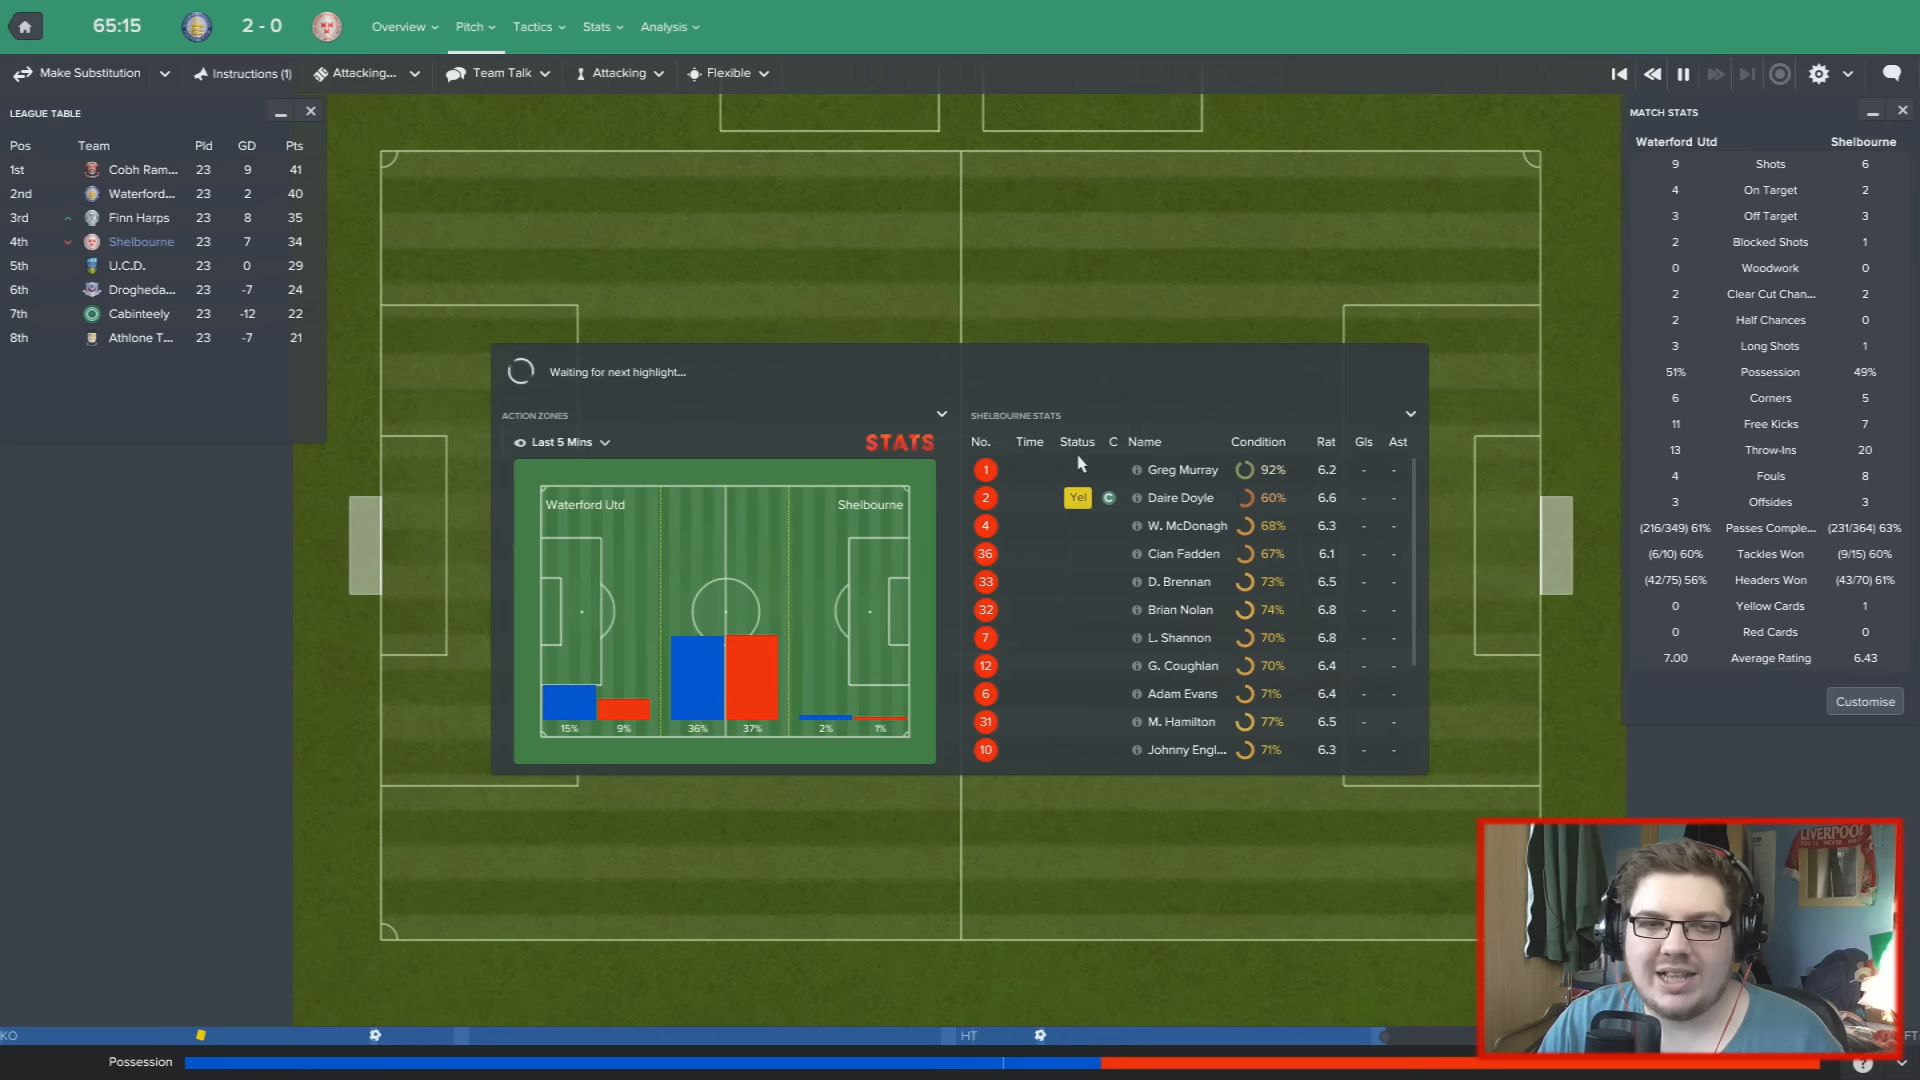 65:15 2 - 0 Overview Pitch Tactics Stats Analysis
Make Substitution Instructions (1) Attacking... Team Talk Attacking Flexible
LEAGUE TABLE
Pos Team Pld GD Pts
1st Cobh Ram... 23 9 41
2nd Waterford... 23 2 40
3rd Finn Harps 23 8 35
4th Shelbourne 23 7 34
5th U.C.D. 23 0 29
6th Drogheda... 23 -7 24
7th Cabinteely 23 -12 22
8th Athlone T... 23 -7 21
Waiting for next highlight...
ACTION ZONES
Last 5 Mins STATS
Waterford Utd Shelbourne
15% 9% 36% 37% 2% 1%
SHELBOURNE STATS
No. Time Status C Name Condition Rat Gls Ast
1 Greg Murray 92% 6.2 - -
2 Yel C Daire Doyle 60% 6.6 - -
4 W. McDonagh 68% 6.3 - -
36 Cian Fadden 67% 6.1 - -
33 D. Brennan 73% 6.5 - -
32 Brian Nolan 74% 6.8 - -
7 L. Shannon 70% 6.8 - -
12 G. Coughlan 70% 6.4 - -
6 Adam Evans 71% 6.4 - -
31 M. Hamilton 77% 6.5 - -
10 Johnny Engl... 71% 6.3 - -
MATCH STATS
Waterford Utd Shelbourne
9 Shots 6
4 On Target 2
3 Off Target 3
2 Blocked Shots 1
0 Woodwork 0
2 Clear Cut Chan... 2
2 Half Chances 0
3 Long Shots 1
51% Possession 49%
6 Corners 5
11 Free Kicks 7
13 Throw-Ins 20
4 Fouls 8
3 Offsides 3
(216/349) 61% Passes Comple... (231/364) 63%
(6/10) 60% Tackles Won (9/15) 60%
(42/75) 56% Headers Won (43/70) 61%
0 Yellow Cards 1
0 Red Cards 0
7.00 Average Rating 6.43
Customise
LIVERPOOL
KO HT FT
Possession
?